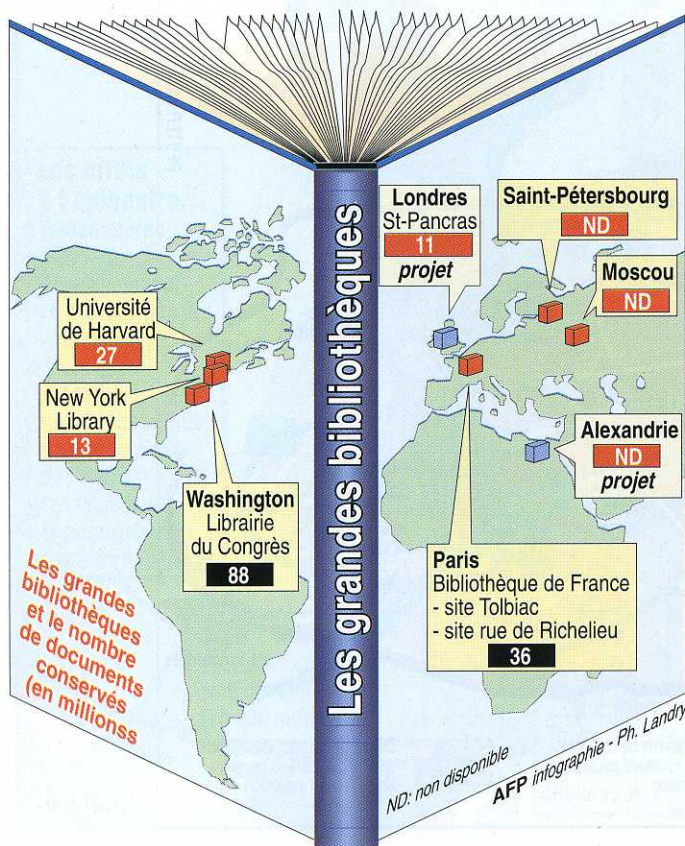 Les grandes bibliothèques
Londres
St-Pancras
11
projet
Saint-Pétersbourg
ND
Moscou
ND
Université
de Harvard
27
New York
Library
13
Washington
Librairie
du Congrès
88
Alexandrie
ND
projet
Paris
Bibliothèque de France
- site Tolbiac
- site rue de Richelieu
36
Les grandes
bibliothèques
et le nombre
de documents
conservés
(en millionss
ND: non disponible
AFP infographie - Ph. Landry